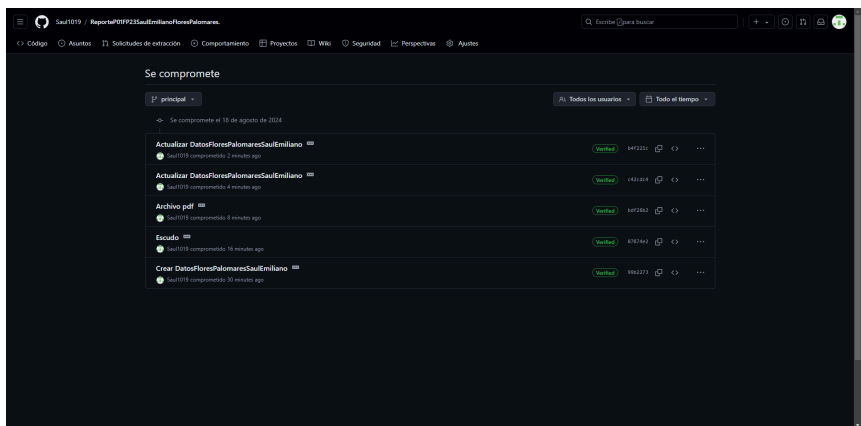 Saul1019 / ReporteP01FP23SaulEmilianoFloresPalomares.
Escribe / para buscar
Código Asuntos Solicitudes de extracción Comportamiento Proyectos Wiki Seguridad Perspectivas Ajustes
Se compromete
principal Todos los usuarios Todo el tiempo
Se compromete el 18 de agosto de 2024
Actualizar DatosFloresPalomaresSaulEmiliano
Verified
Saul1019 comprometido 2 minutes ago
Actualizar DatosFloresPalomaresSaulEmiliano
Verified
Saul1019 comprometido 4 minutes ago
Archivo pdf
Verified
Saul1019 comprometido 8 minutes ago
Escudo
Verified 87874e2
Saul1019 comprometido 16 minutes ago
Crear DatosFloresPalomaresSaulEmiliano
Verified 99b2273
Saul1019 comprometido 30 minutes ago